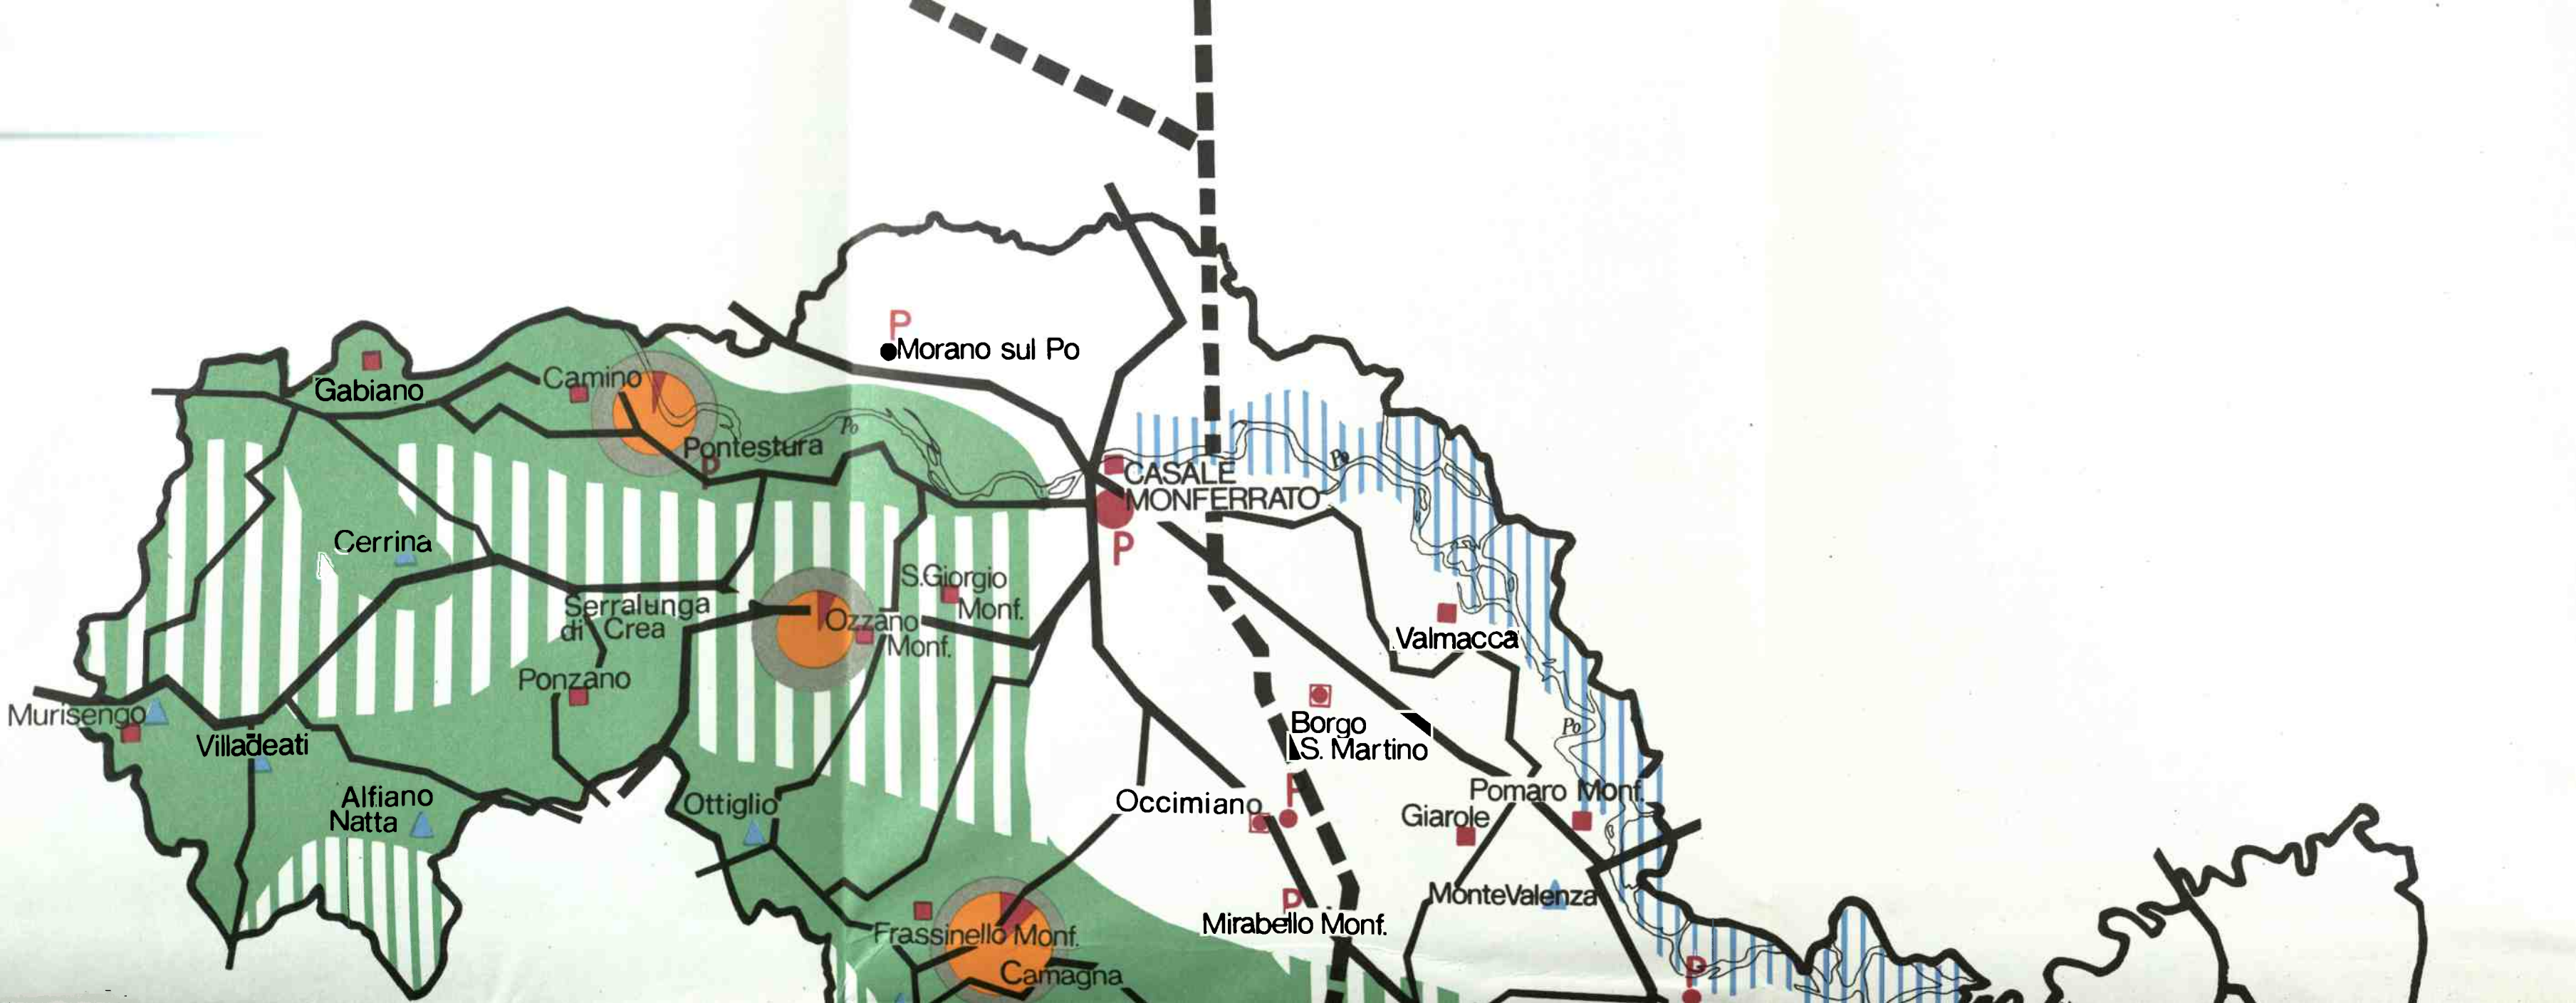 P
Morano sul Po
Gabiano
Camino
Pontestura
P
Po
CASALE
MONFERRATO
Po
P
Cerrina
S.Giorgio
Monf.
Serralunga
di Crea
Ozzano
Monf.
Valmacca
Ponzano
Murisengo
Villadeati
Borgo
S. Martino
Po
Alfiano
Natta
Ottiglio
Occimiano
P
Pomaro Monf.
Giarole
MonteValenza
P
Mirabello Monf.
Frassinello Monf.
Camagna
P